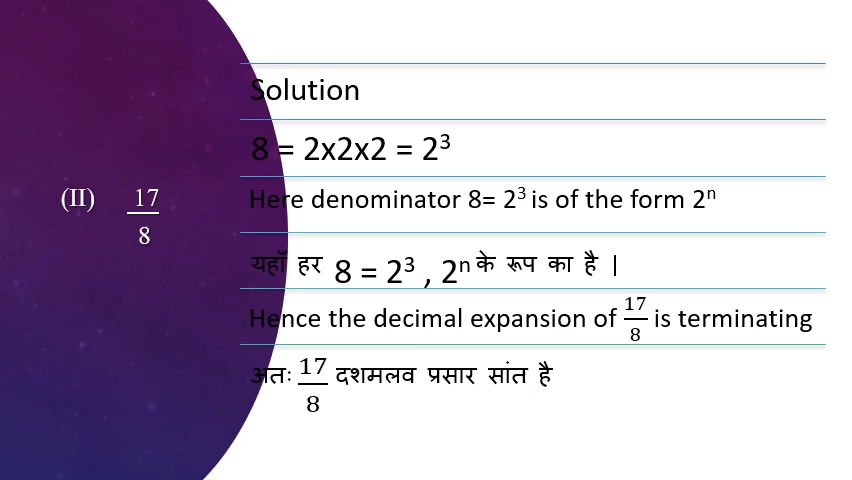 (II) 17/8
Solution
8 = 2x2x2 = 2³
Here denominator 8= 2³ is of the form 2ⁿ
यहाँ हर 8 = 2³ , 2ⁿ के रूप का है |
Hence the decimal expansion of 17/8 is terminating
अतः 17/8 दशमलव प्रसार सांत है